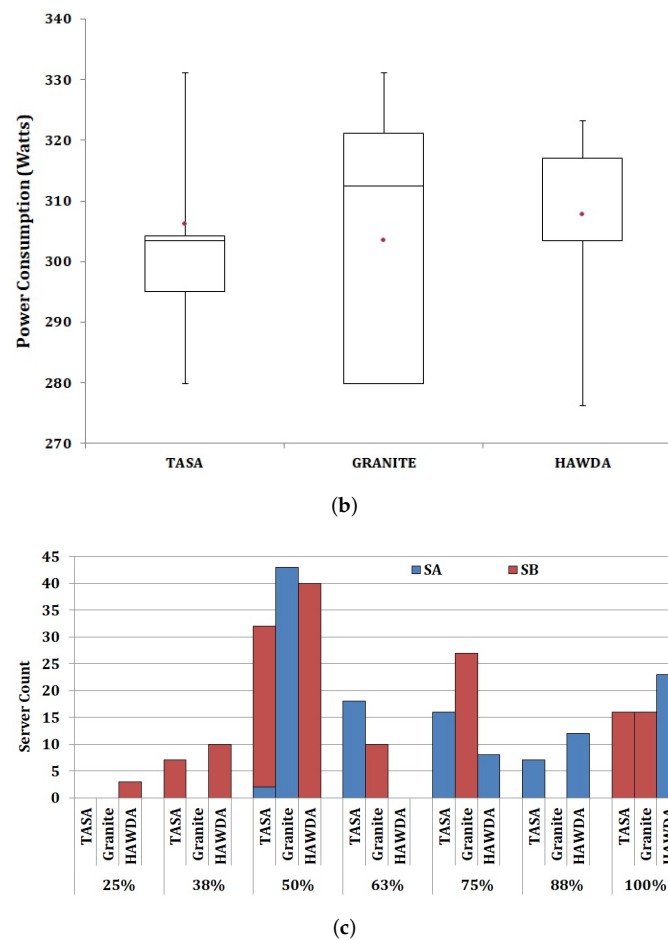 340
330
320
310
300
290
280
270
Power Consumption (Watts)
TASA GRANITE HAWDA
(b)
45
40
35
30
25
20
15
10
5
0
Server Count
SA SB
TASA Granite HAWDA TASA Granite HAWDA TASA Granite HAWDA TASA Granite HAWDA TASA Granite HAWDA TASA Granite HAWDA TASA Granite HAWDA
25% 38% 50% 63% 75% 88% 100%
(c)